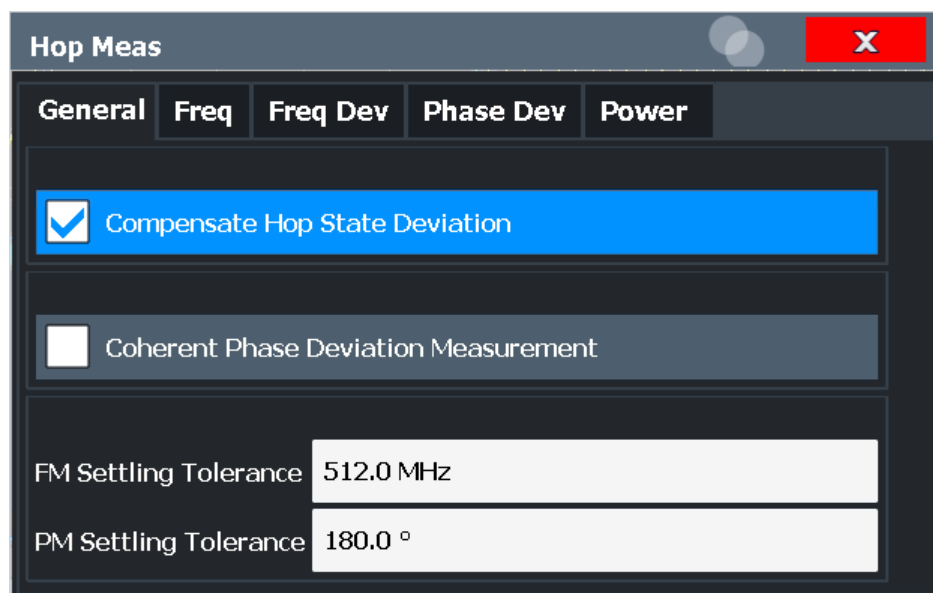 Hop Meas
X
General Freq Freq Dev Phase Dev Power
Compensate Hop State Deviation
Coherent Phase Deviation Measurement
FM Settling Tolerance 512.0 MHz
PM Settling Tolerance 180.0 °